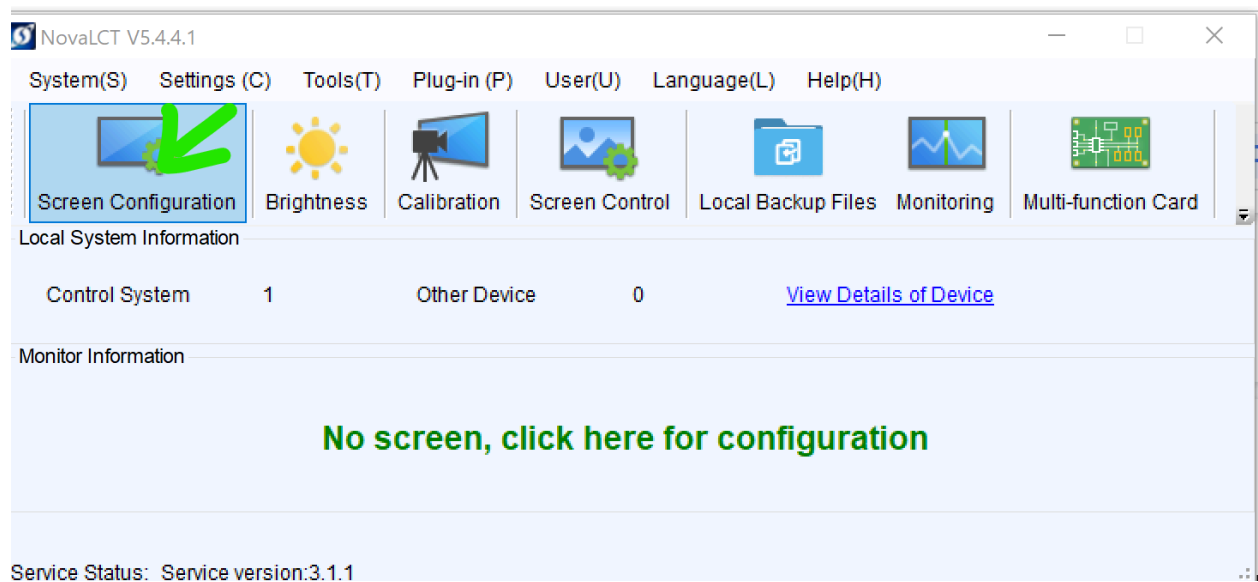 NovaLCT V5.4.4.1
System(S) Settings (C) Tools(T) Plug-in (P) User(U) Language(L) Help(H)
Screen Configuration Brightness Calibration Screen Control Local Backup Files Monitoring Multi-function Card
Local System Information
Control System 1 Other Device 0 View Details of Device
Monitor Information
No screen, click here for configuration
Service Status: Service version:3.1.1